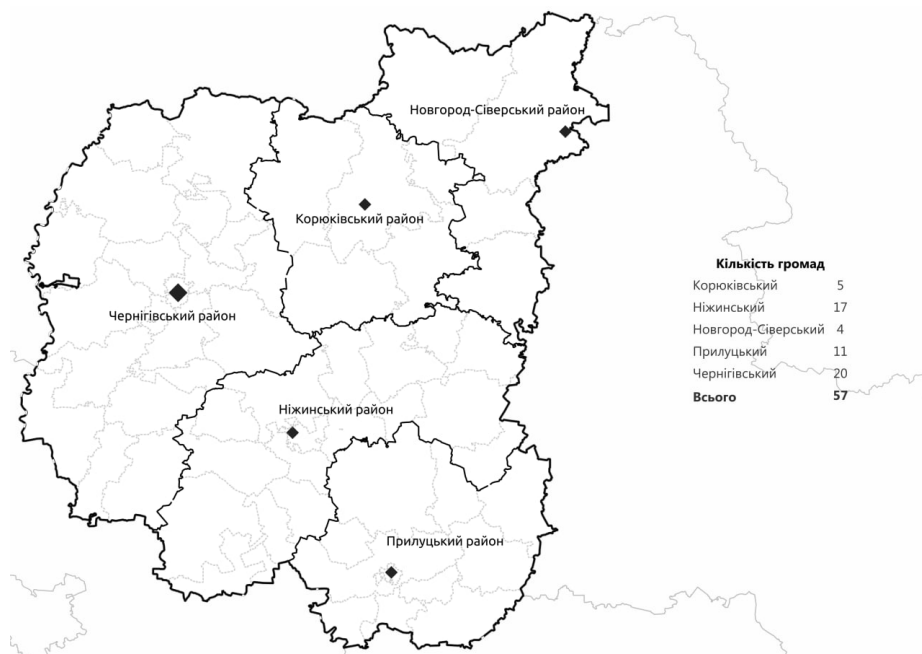 Новгород-Сіверський район
Корюківський район
Чернігівський район
Ніжинський район
Прилуцький район
Кількість громад
Корюківський 5
Ніжинський 17
Новгород-Сіверський 4
Прилуцький 11
Чернігівський 20
Всього 57